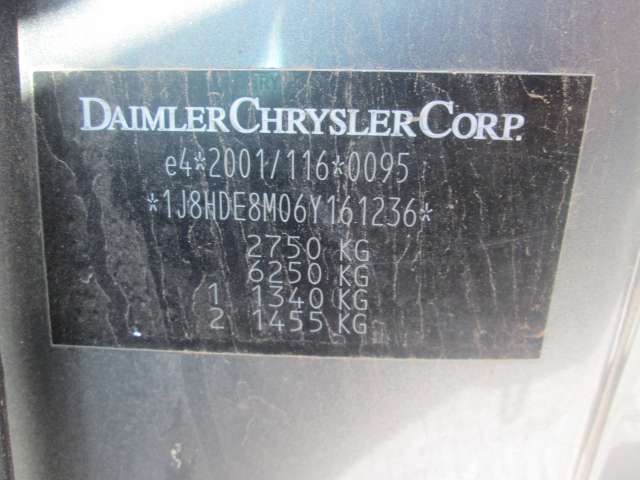 DAIMLERCHRYSLER CORP.
e4*2001/116*0095
*1J8HDE8M06Y161236*
2750 KG
6250 KG
1 1340 KG
2 1455 KG